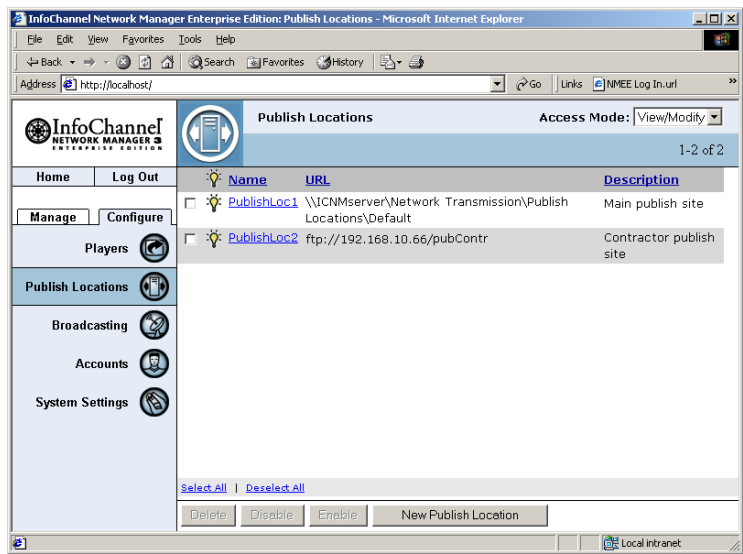 InfoChannel Network Manager Enterprise Edition: Publish Locations - Microsoft Internet Explorer
File Edit View Favorites Tools Help
Back Search Favorites History
Address http://localhost/ Go Links NMEE Log In.url »
InfoChannel
NETWORK MANAGER 3
ENTERPRISE EDITION
Publish Locations Access Mode: View/Modify
1-2 of 2
Home Log Out
Manage Configure
Players
Publish Locations
Broadcasting
Accounts
System Settings
Name URL Description
PublishLoc1 \\ICNMserver\Network Transmission\Publish Main publish site
Locations\Default
PublishLoc2 ftp://192.168.10.66/pubContr Contractor publish
site
Select All | Deselect All
Delete Disable Enable New Publish Location
Local intranet